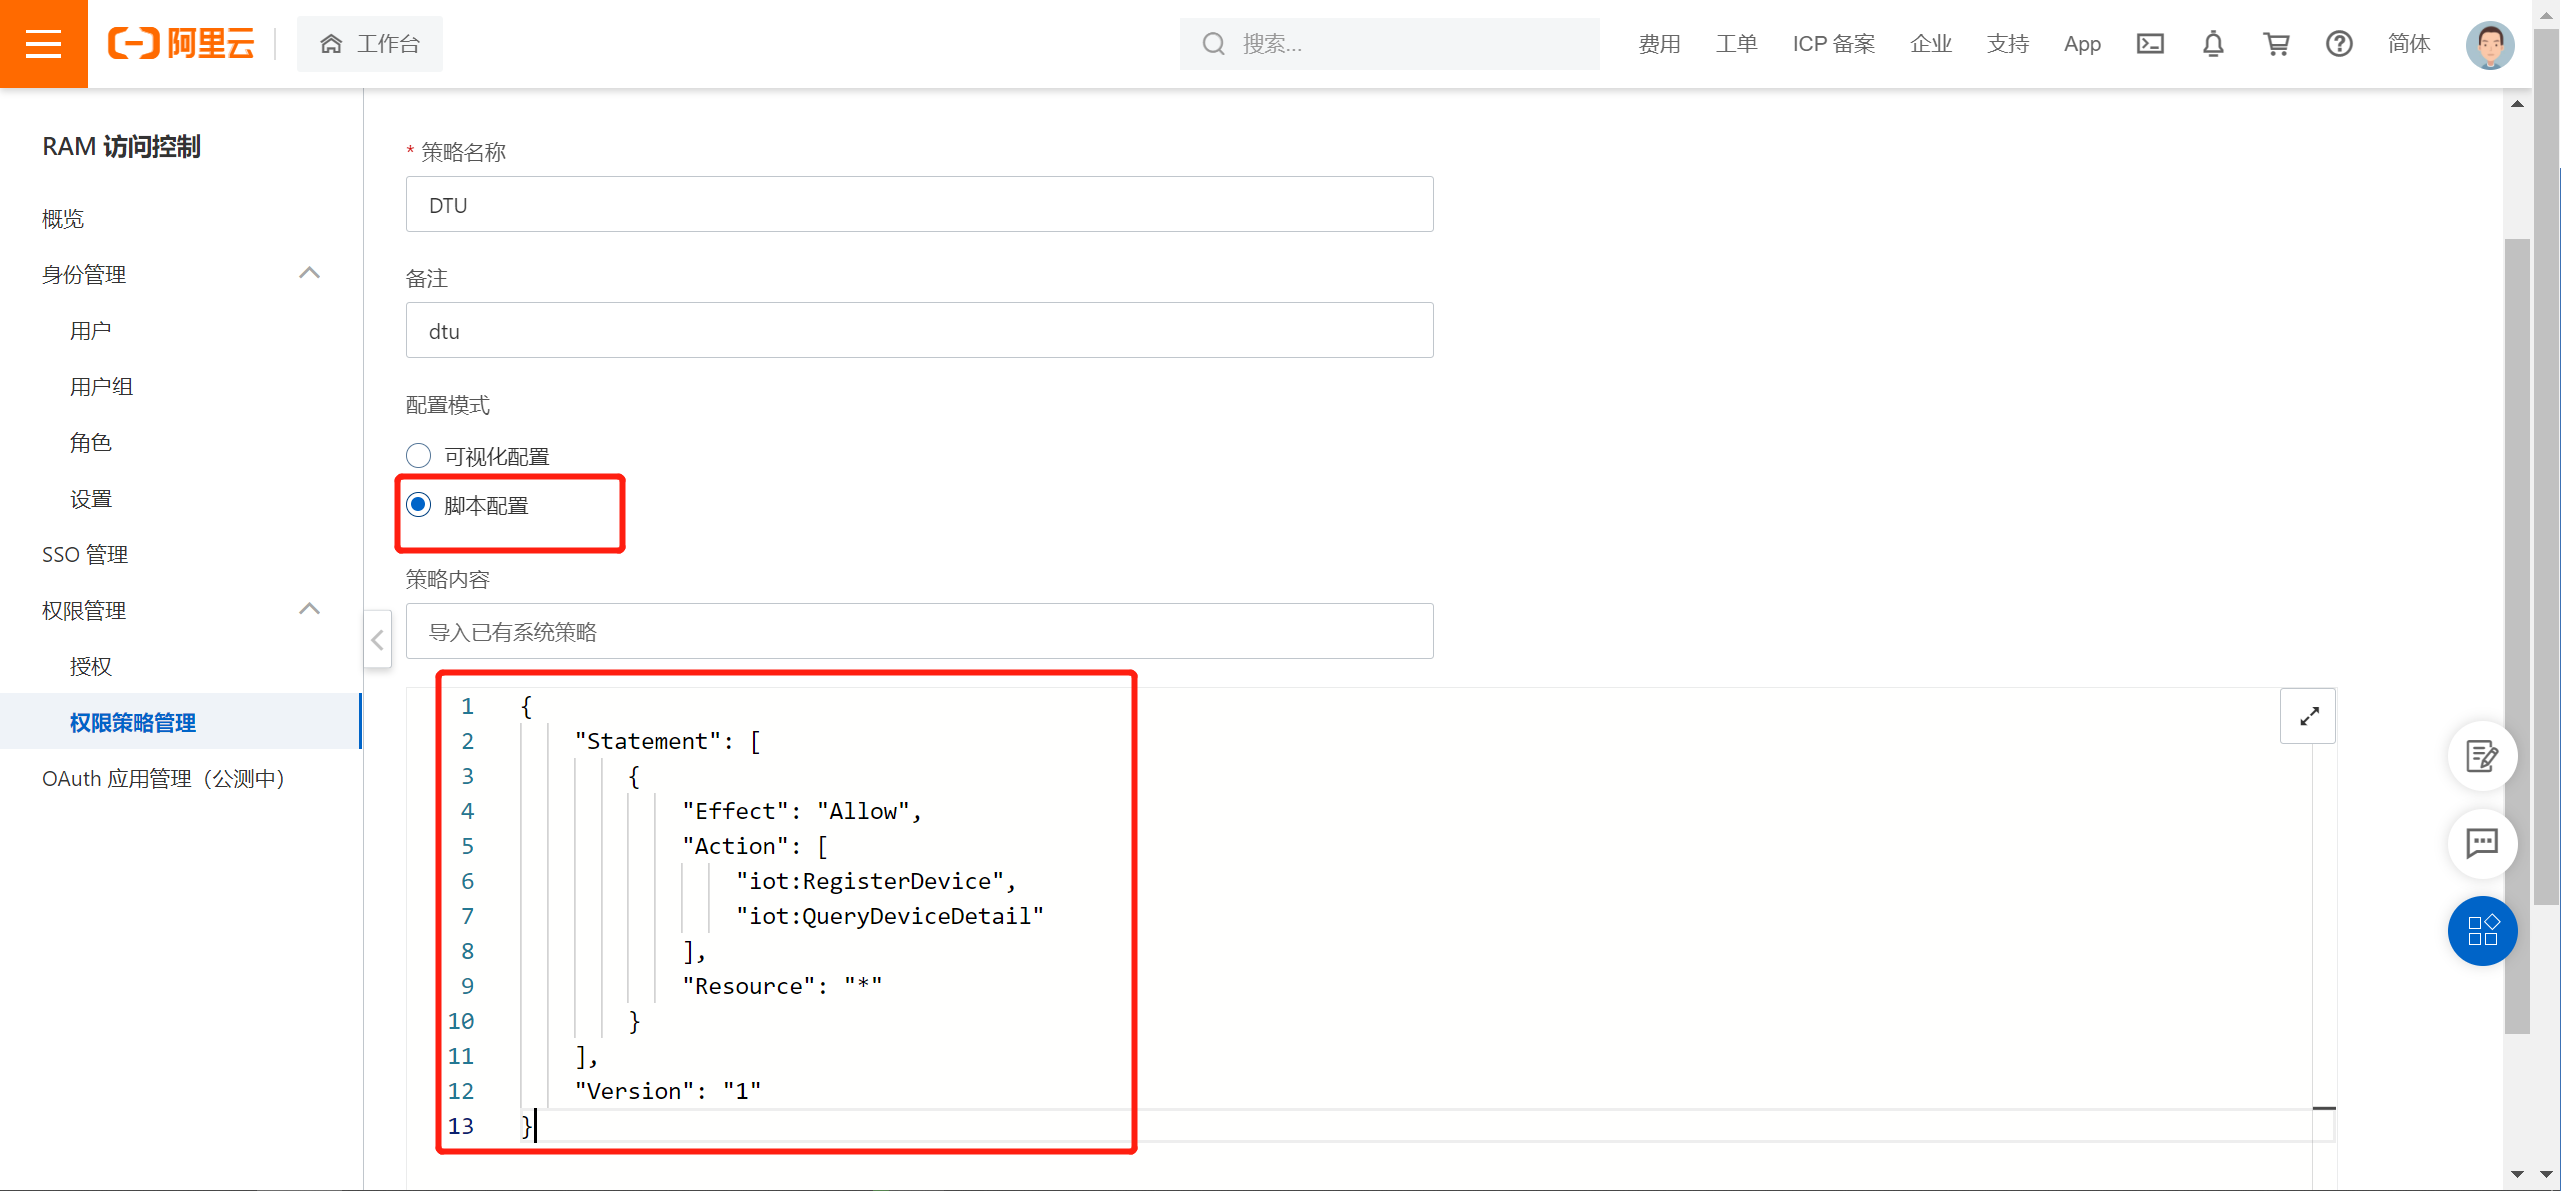 阿里云
工作台
搜索...
费用
工单
ICP 备案
企业
支持
App
简体
RAM 访问控制
概览
身份管理
用户
用户组
角色
设置
SSO 管理
权限管理
授权
权限策略管理
OAuth 应用管理（公测中）
* 策略名称
DTU
备注
dtu
配置模式
可视化配置
脚本配置
策略内容
导入已有系统策略
1 {
2 "Statement": [
3 {
4 "Effect": "Allow",
5 "Action": [
6 "iot:RegisterDevice",
7 "iot:QueryDeviceDetail"
8 ],
9 "Resource": "*"
10 }
11 ],
12 "Version": "1"
13 }